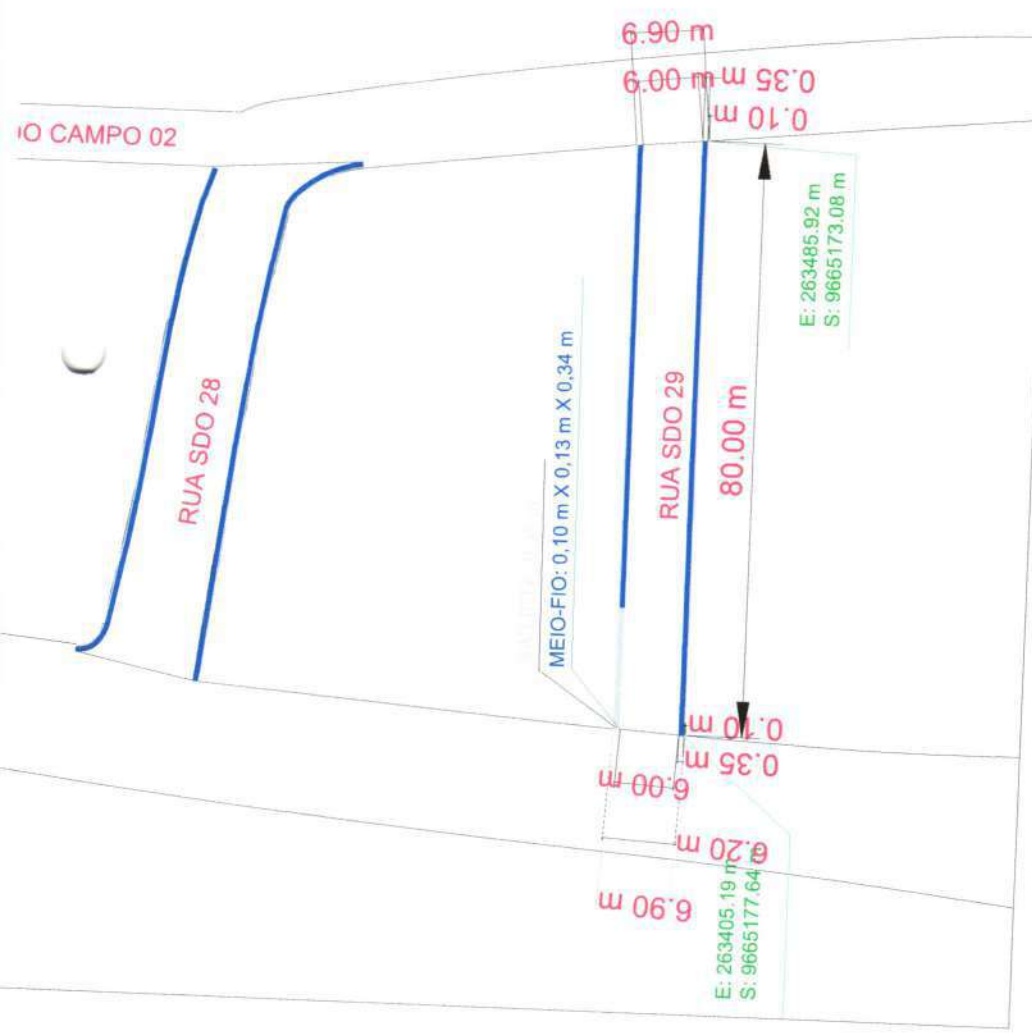 6.90 m
6.00 m
0.35 m
0.10 m
IO CAMPO 02
E: 263485.92 m
S: 9665173.08 m
RUA SDO 28
MEIO-FIO: 0,10 m X 0,13 m X 0,34 m
RUA SDO 29
80.00 m
0.10 m
0.35 m
6.00 m
6.20 m
6.90 m
E: 263405.19 m
S: 9665177.64 m